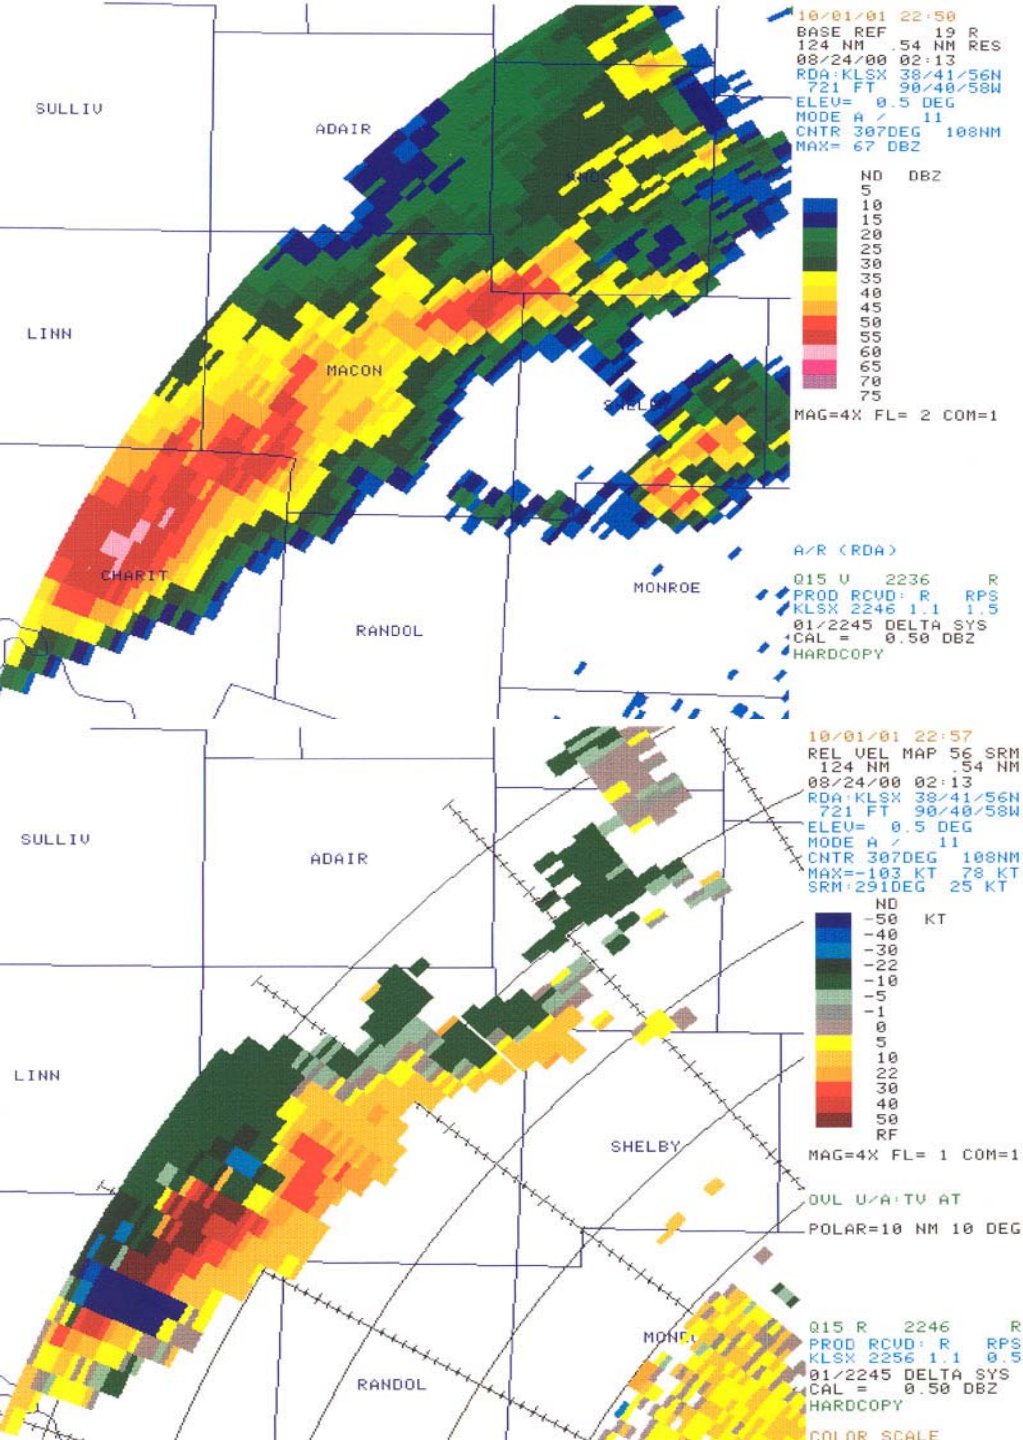 10/01/01 22:50
BASE REF 19 R
124 NM .54 NM RES
08/24/00 02:13
RDA:KLSX 38/41/56N
721 FT 90/40/58W
ELEV= 0.5 DEG
MODE A / 11
CNTR 307DEG 108NM
MAX= 67 DBZ
ND DBZ
5
10
15
20
25
30
35
40
45
50
55
60
65
70
75
MAG=4X FL= 2 COM=1
A/R (RDA)
Q15 V 2236 R
PROD RCVD: R RPS
KLSX 2246 1.1 1.5
01/2245 DELTA SYS
CAL = 0.50 DBZ
HARDCOPY
SULLIV
ADAIR
LINN
MACON
CHARIT
RANDOL
MONROE
10/01/01 22:57
REL VEL MAP 56 SRM
124 NM .54 NM
08/24/00 02:13
RDA:KLSX 38/41/56N
721 FT 90/40/58W
ELEV= 0.5 DEG
MODE A / 11
CNTR 307DEG 108NM
MAX=-103 KT 78 KT
SRM:291DEG 25 KT
ND
-50 KT
-40
-30
-22
-10
-5
-1
0
5
10
22
30
40
50
RF
MAG=4X FL= 1 COM=1
OVL U/A:TV AT
POLAR=10 NM 10 DEG
Q15 R 2246 R
PROD RCVD: R RPS
KLSX 2256 1.1 0.5
01/2245 DELTA SYS
CAL = 0.50 DBZ
HARDCOPY
COLOR SCALE
SULLIV
ADAIR
LINN
SHELBY
RANDOL